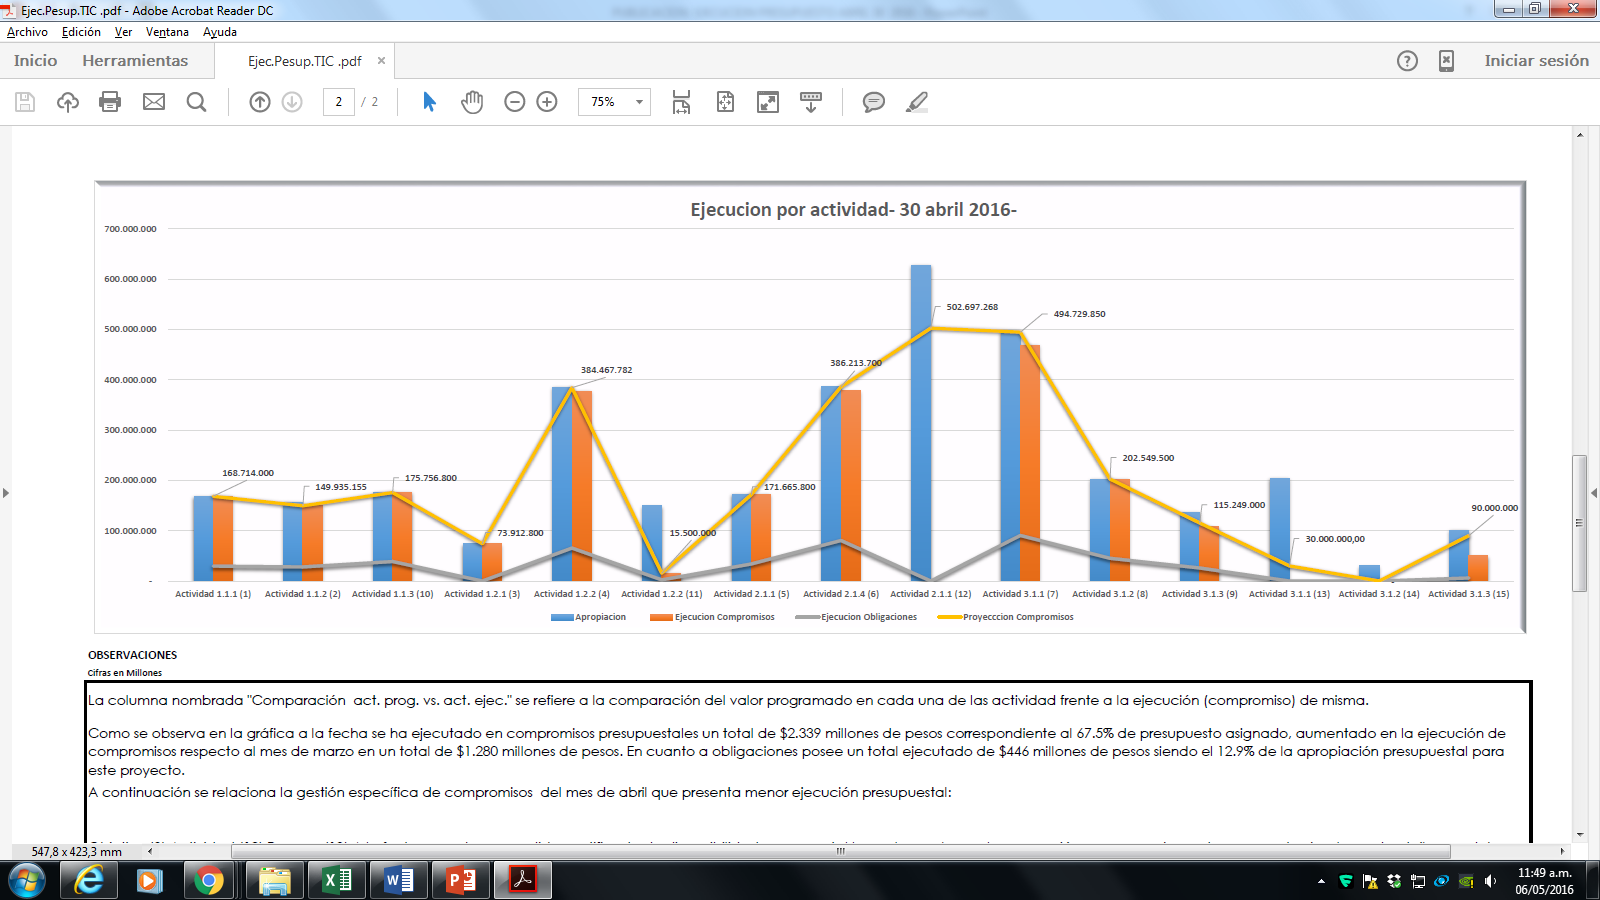 Ejec.Pesup.TIC .pdf - Adobe Acrobat Reader DC
Archivo Edición Ver Ventana Ayuda
Inicio Herramientas Ejec.Pesup.TIC .pdf × Iniciar sesión
2 / 2 75%
Ejecucion por actividad- 30 abril 2016-
700.000.000
600.000.000
500.000.000
400.000.000
300.000.000
200.000.000
100.000.000
-
168.714.000
149.935.155
175.756.800
73.912.800
384.467.782
15.500.000
171.665.800
386.213.700
502.697.268
494.729.850
202.549.500
115.249.000
30.000.000,00
90.000.000
Actividad 1.1.1 (1) Actividad 1.1.2 (2) Actividad 1.1.3 (10) Actividad 1.2.1 (3) Actividad 1.2.2 (4) Actividad 1.2.2 (11) Actividad 2.1.1 (5) Actividad 2.1.4 (6) Actividad 2.1.1 (12) Actividad 3.1.1 (7) Actividad 3.1.2 (8) Actividad 3.1.3 (9) Actividad 3.1.1 (13) Actividad 3.1.2 (14) Actividad 3.1.3 (15)
Apropiacion Ejecucion Compromisos Ejecucion Obligaciones Proyecccion Compromisos
OBSERVACIONES
Cifras en Millones
La columna nombrada "Comparación act. prog. vs. act. ejec." se refiere a la comparación del valor programado en cada una de las actividad frente a la ejecución (compromiso) de misma.
Como se observa en la gráfica a la fecha se ha ejecutado en compromisos presupuestales un total de $2.339 millones de pesos correspondiente al 67.5% de presupuesto asignado, aumentado en la ejecución de
compromisos respecto al mes de marzo en un total de $1.280 millones de pesos. En cuanto a obligaciones posee un total ejecutado de $446 millones de pesos siendo el 12.9% de la apropiación presupuestal para
este proyecto.
A continuación se relaciona la gestión específica de compromisos del mes de abril que presenta menor ejecución presupuestal:
547,8 x 423,3 mm
11:49 a.m.
06/05/2016